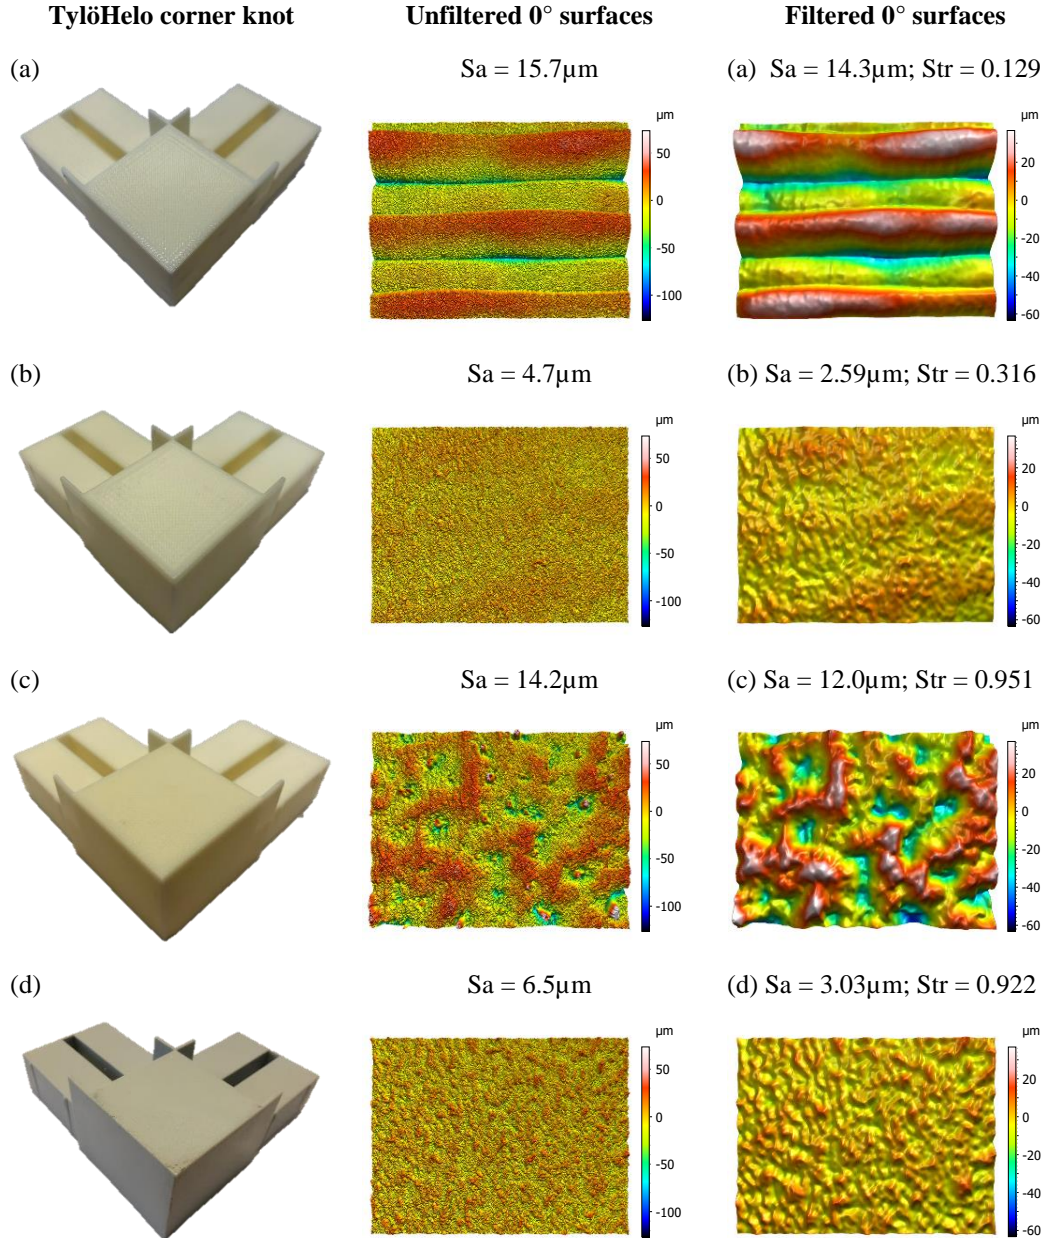 TylöHelo corner knot Unfiltered 0° surfaces Filtered 0° surfaces
(a) Sa = 15.7µm (a) Sa = 14.3µm; Str = 0.129
µm µm
50 20
0 0
-50 -20
-100 -40
-60
(b) Sa = 4.7µm (b) Sa = 2.59µm; Str = 0.316
µm µm
50 20
0 0
-50 -20
-100 -40
-60
(c) Sa = 14.2µm (c) Sa = 12.0µm; Str = 0.951
µm µm
50 20
0 0
-50 -20
-100 -40
-60
(d) Sa = 6.5µm (d) Sa = 3.03µm; Str = 0.922
µm µm
50 20
0 0
-50 -20
-100 -40
-60